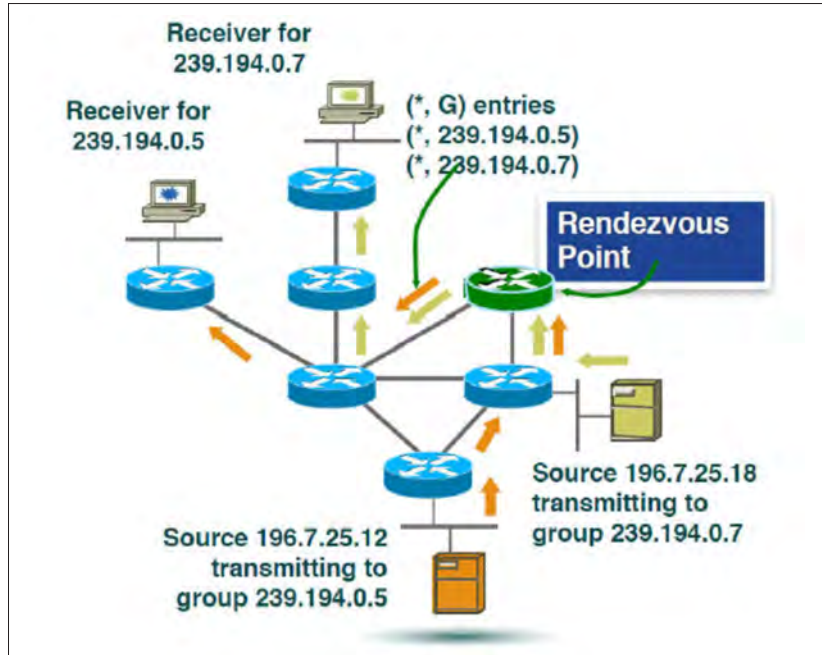 Receiver for
239.194.0.7
Receiver for
239.194.0.5
(*, G) entries
(*, 239.194.0.5)
(*, 239.194.0.7)
Rendezvous
Point
Source 196.7.25.18
transmitting to
group 239.194.0.7
Source 196.7.25.12
transmitting to
group 239.194.0.5